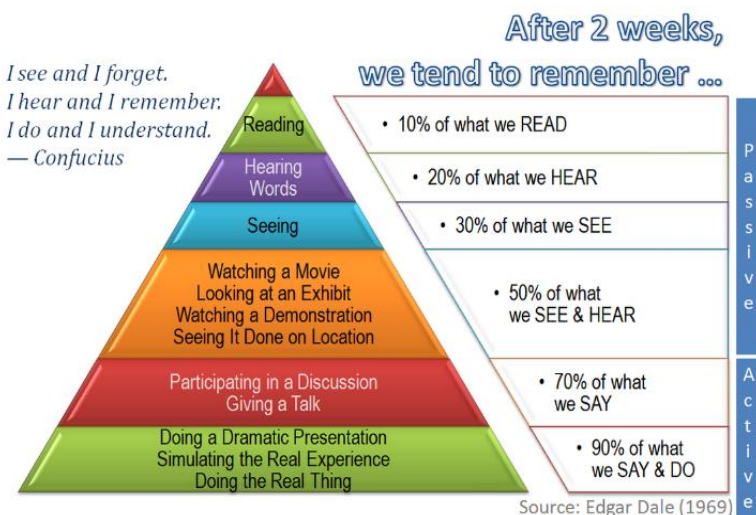 After 2 weeks,
we tend to remember ...
I see and I forget.
I hear and I remember.
I do and I understand.
— Confucius
Reading
• 10% of what we READ
Hearing
Words
• 20% of what we HEAR
Seeing
• 30% of what we SEE
Watching a Movie
Looking at an Exhibit
Watching a Demonstration
Seeing It Done on Location
• 50% of what
we SEE & HEAR
Passive
Participating in a Discussion
Giving a Talk
• 70% of what
we SAY
Doing a Dramatic Presentation
Simulating the Real Experience
Doing the Real Thing
• 90% of what
we SAY & DO
Active
Source: Edgar Dale (1969)